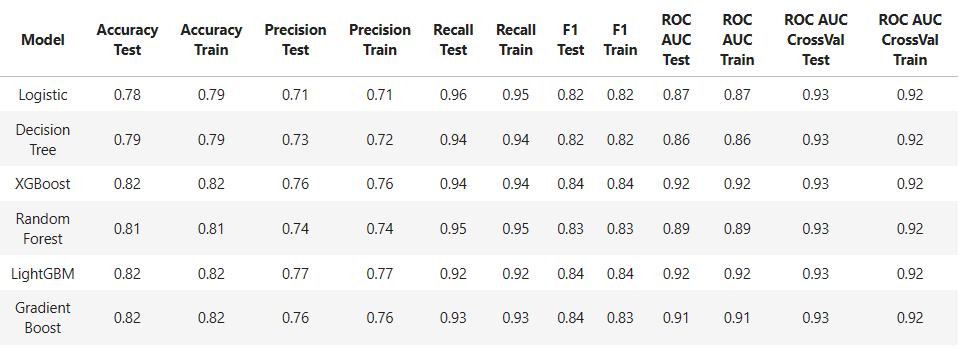 Model Accuracy Test Accuracy Train Precision Test Precision Train Recall Test Recall Train F1 Test F1 Train ROC AUC Test ROC AUC Train ROC AUC CrossVal Test ROC AUC CrossVal Train
Logistic 0.78 0.79 0.71 0.71 0.96 0.95 0.82 0.82 0.87 0.87 0.93 0.92
Decision Tree 0.79 0.79 0.73 0.72 0.94 0.94 0.82 0.82 0.86 0.86 0.93 0.92
XGBoost 0.82 0.82 0.76 0.76 0.94 0.94 0.84 0.84 0.92 0.92 0.93 0.92
Random Forest 0.81 0.81 0.74 0.74 0.95 0.95 0.83 0.83 0.89 0.89 0.93 0.92
LightGBM 0.82 0.82 0.77 0.77 0.92 0.92 0.84 0.84 0.92 0.92 0.93 0.92
Gradient Boost 0.82 0.82 0.76 0.76 0.93 0.93 0.84 0.83 0.91 0.91 0.93 0.92